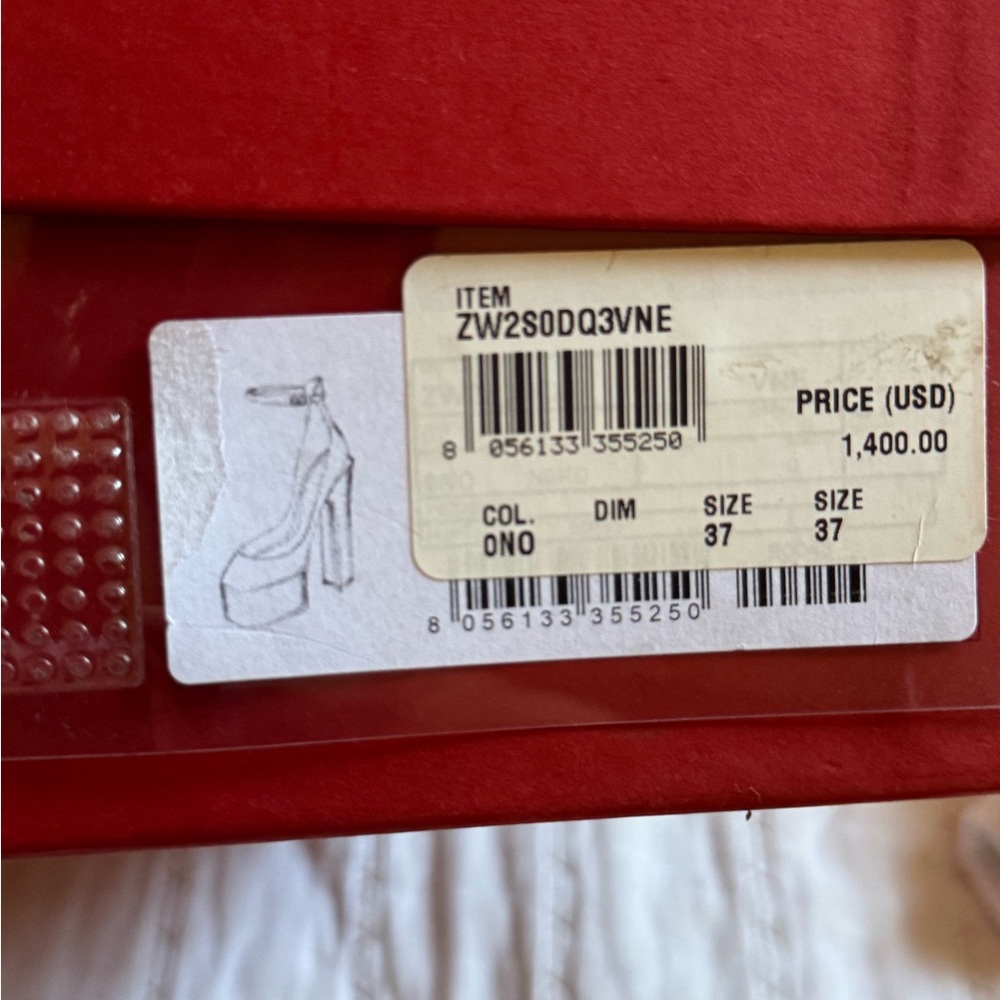 ITEM
ZW2S0DQ3VNE
8 056133 355250
PRICE (USD)
1,400.00
COL. DIM SIZE SIZE
0NO 37 37
8 056133 355250